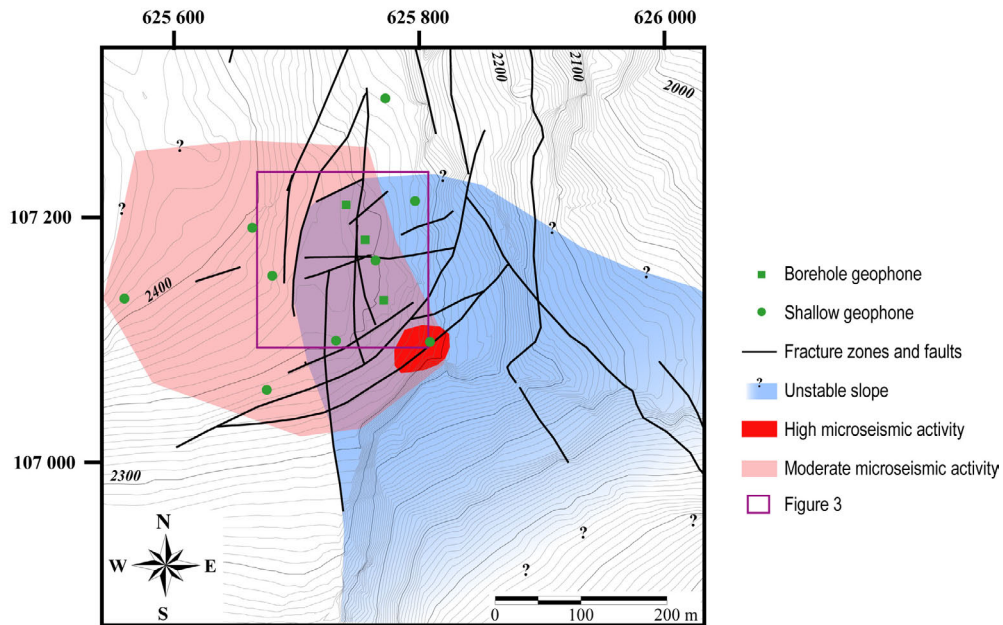 625 600 625 800 626 000
2200
2100
2000
?
?
?
107 200
?
?
?
2400
107 000
2300
?
?
?
N
W E
S
0 100 200 m
Borehole geophone
Shallow geophone
Fracture zones and faults
? Unstable slope
High microseismic activity
Moderate microseismic activity
Figure 3